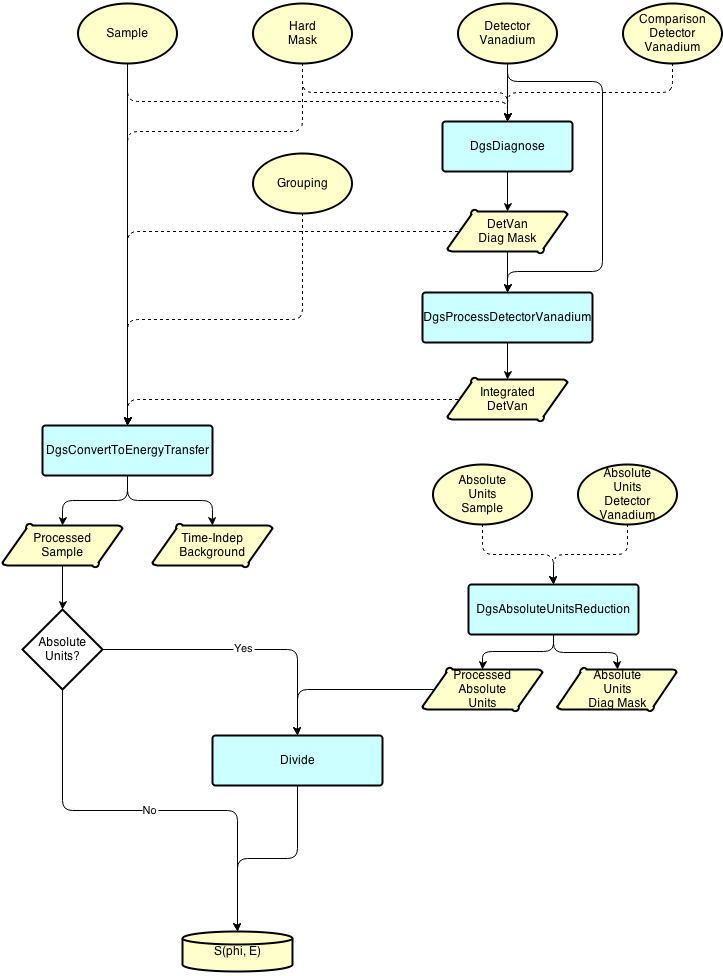 Sample
Hard
Mask
Detector
Vanadium
Comparison
Detector
Vanadium
DgsDiagnose
Grouping
DetVan
Diag Mask
DgsProcessDetectorVanadium
Integrated
DetVan
DgsConvertToEnergyTransfer
Absolute
Units
Sample
Absolute
Units
Detector
Vanadium
Processed
Sample
Time-Indep
Background
DgsAbsoluteUnitsReduction
Absolute
Units?
Yes
Processed
Absolute
Units
Absolute
Units
Diag Mask
Divide
No
S(phi, E)